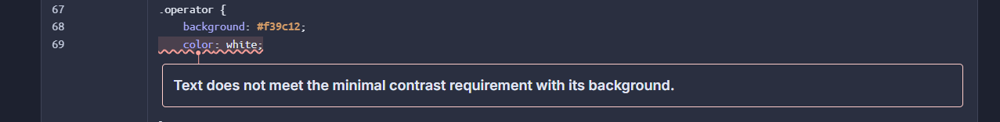 67 .operator {
68 background: #f39c12;
69 color: white;
Text does not meet the minimal contrast requirement with its background.